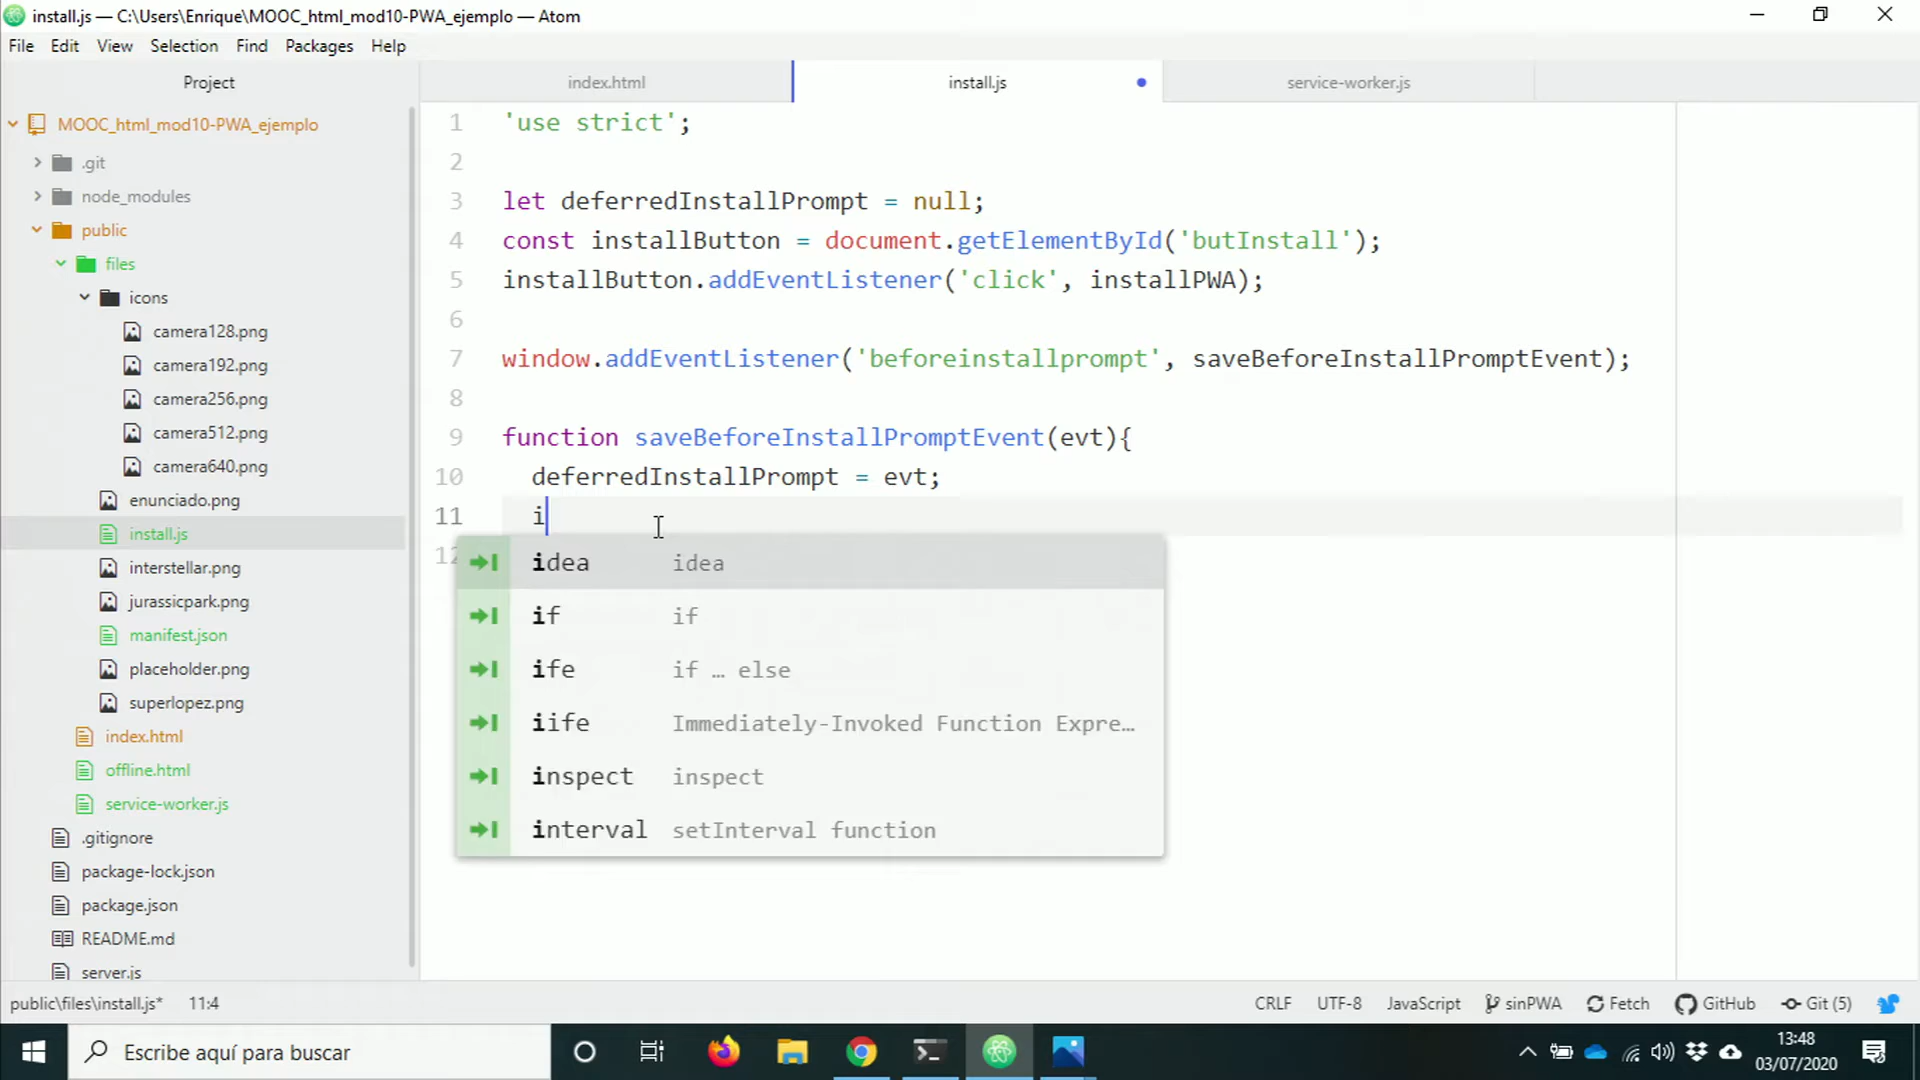 install.js — C:\Users\Enrique\MOOC_html_mod10-PWA_ejemplo — Atom
File Edit View Selection Find Packages Help
Project
MOOC_html_mod10-PWA_ejemplo
.git
node_modules
public
files
icons
camera128.png
camera192.png
camera256.png
camera512.png
camera640.png
enunciado.png
install.js
interstellar.png
jurassicpark.png
manifest.json
placeholder.png
superlopez.png
index.html
offline.html
service-worker.js
.gitignore
package-lock.json
package.json
README.md
server.js
index.html install.js service-worker.js
1 'use strict';
2
3 let deferredInstallPrompt = null;
4 const installButton = document.getElementById('butInstall');
5 installButton.addEventListener('click', installPWA);
6
7 window.addEventListener('beforeinstallprompt', saveBeforeInstallPromptEvent);
8
9 function saveBeforeInstallPromptEvent(evt){
10 deferredInstallPrompt = evt;
11 i
12
idea idea
if if
ife if … else
iife Immediately-Invoked Function Expre…
inspect inspect
interval setInterval function
public\files\install.js* 11:4 CRLF UTF-8 JavaScript sinPWA Fetch GitHub Git (5)
Escribe aquí para buscar
13:48
03/07/2020